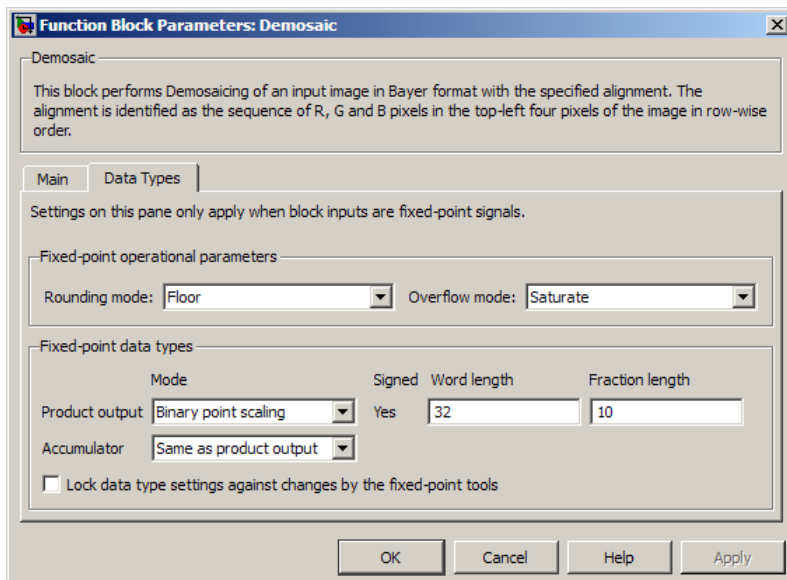 Function Block Parameters: Demosaic
Demosaic
This block performs Demosaicing of an input image in Bayer format with the specified alignment. The
alignment is identified as the sequence of R, G and B pixels in the top-left four pixels of the image in row-wise
order.
Main Data Types
Settings on this pane only apply when block inputs are fixed-point signals.
Fixed-point operational parameters
Rounding mode: Floor Overflow mode: Saturate
Fixed-point data types
Mode Signed Word length Fraction length
Product output Binary point scaling Yes 32 10
Accumulator Same as product output
Lock data type settings against changes by the fixed-point tools
OK Cancel Help Apply